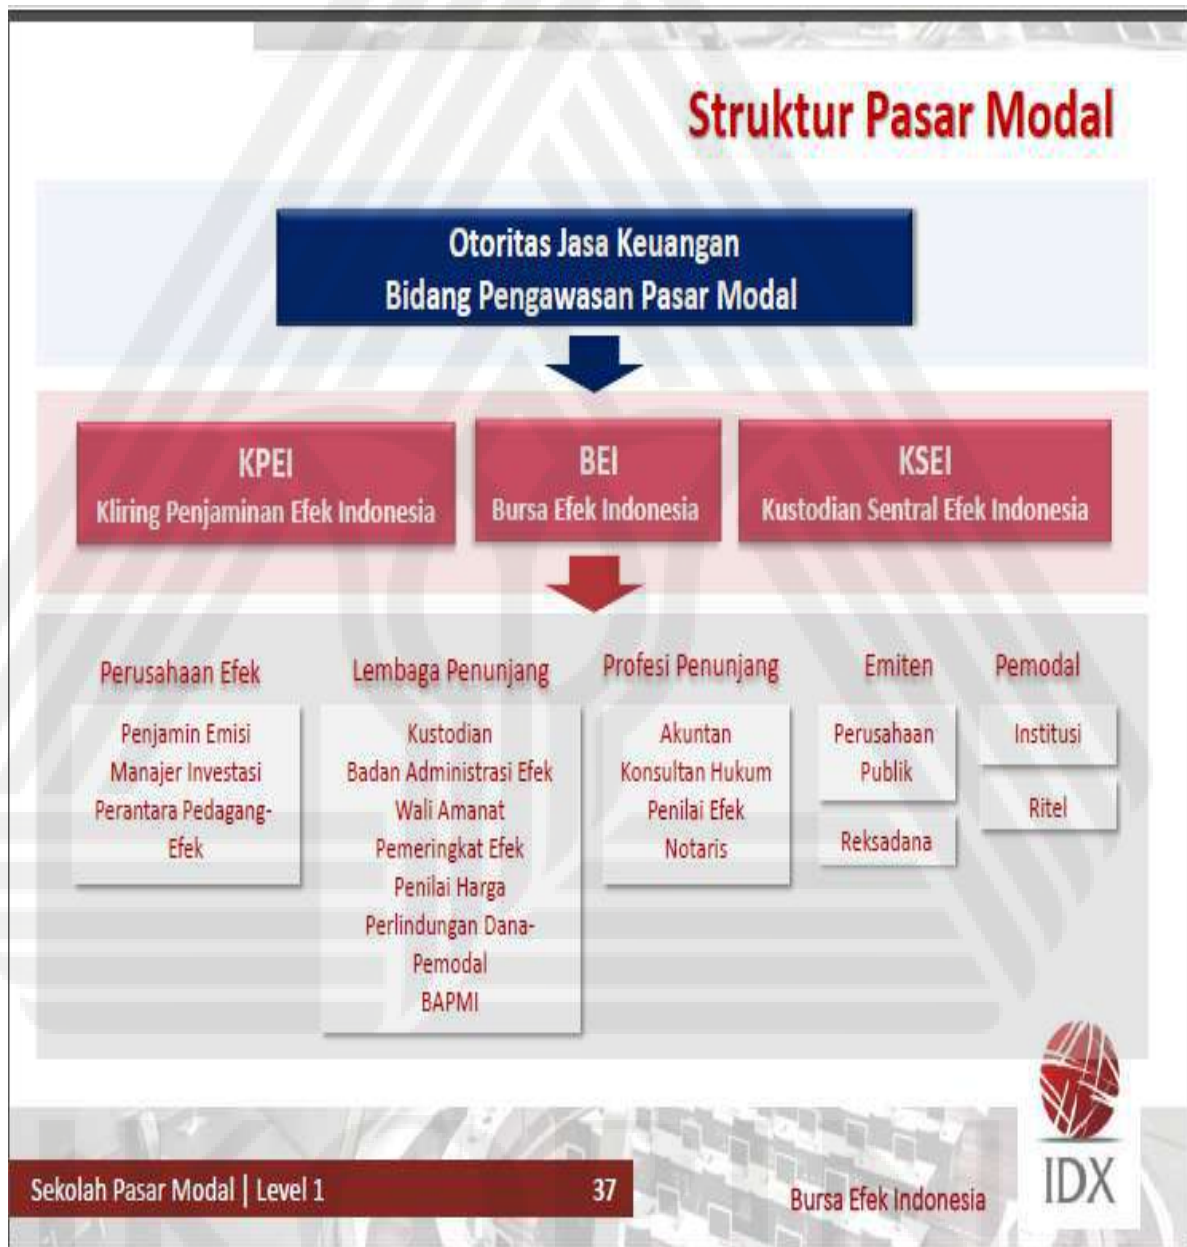 Struktur Pasar Modal
Otoritas Jasa Keuangan
Bidang Pengawasan Pasar Modal
KPEI
Kliring Penjaminan Efek Indonesia
BEI
Bursa Efek Indonesia
KSEI
Kustodian Sentral Efek Indonesia
Perusahaan Efek
Penjamin Emisi
Manajer Investasi
Perantara Pedagang-
Efek
Lembaga Penunjang
Kustodian
Badan Administrasi Efek
Wali Amanat
Pemeringkat Efek
Penilai Harga
Perlindungan Dana-
Pemodal
BAPMI
Profesi Penunjang
Akuntan
Konsultan Hukum
Penilai Efek
Notaris
Emiten
Perusahaan
Publik
Reksadana
Pemodal
Institusi
Ritel
Sekolah Pasar Modal | Level 1
37
Bursa Efek Indonesia
IDX